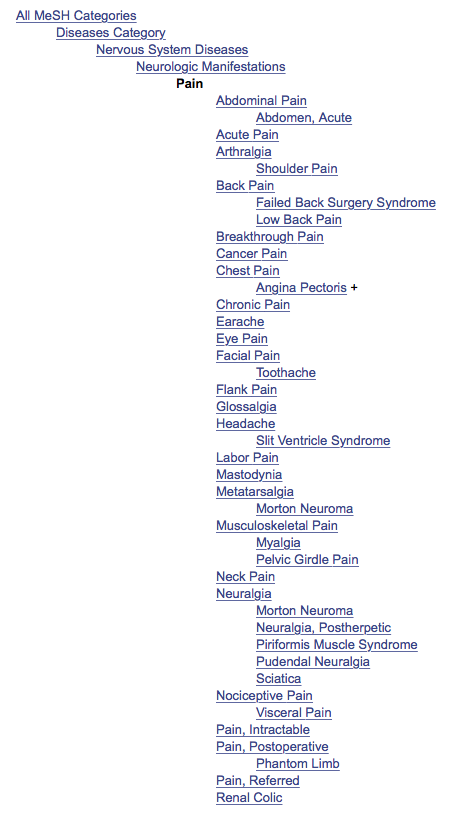 All MeSH Categories
Diseases Category
Nervous System Diseases
Neurologic Manifestations
Pain
Abdominal Pain
Abdomen, Acute
Acute Pain
Arthralgia
Shoulder Pain
Back Pain
Failed Back Surgery Syndrome
Low Back Pain
Breakthrough Pain
Cancer Pain
Chest Pain
Angina Pectoris +
Chronic Pain
Earache
Eye Pain
Facial Pain
Toothache
Flank Pain
Glossalgia
Headache
Slit Ventricle Syndrome
Labor Pain
Mastodynia
Metatarsalgia
Morton Neuroma
Musculoskeletal Pain
Myalgia
Pelvic Girdle Pain
Neck Pain
Neuralgia
Morton Neuroma
Neuralgia, Postherpetic
Piriformis Muscle Syndrome
Pudendal Neuralgia
Sciatica
Nociceptive Pain
Visceral Pain
Pain, Intractable
Pain, Postoperative
Phantom Limb
Pain, Referred
Renal Colic